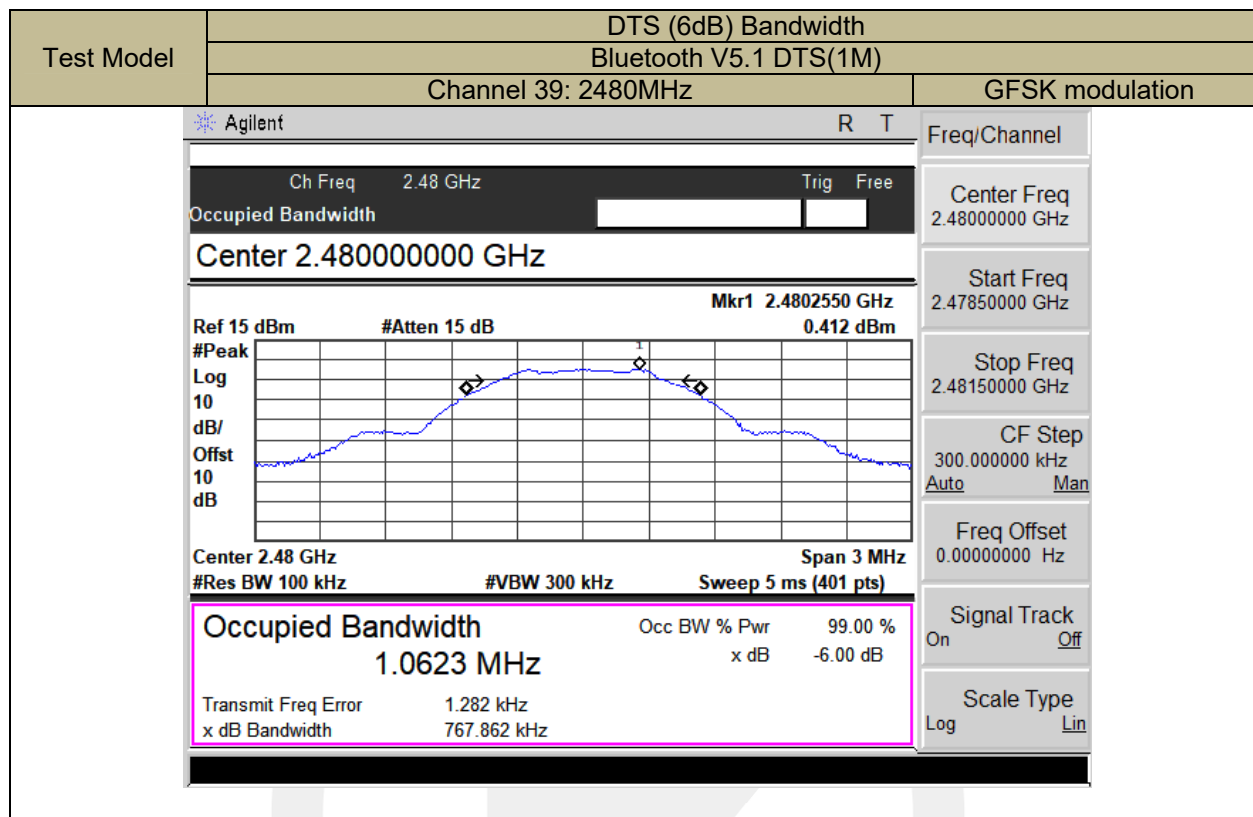 DTS (6dB) Bandwidth
Test Model
Bluetooth V5.1 DTS(1M)
Channel 39: 2480MHz GFSK modulation
Agilent R T
Freq/Channel
Ch Freq 2.48 GHz Trig Free
Occupied Bandwidth
Center 2.480000000 GHz
Mkr1 2.4802550 GHz
Ref 15 dBm #Atten 15 dB 0.412 dBm
#Peak
Log
10
dB/
Offst
10
dB
1
Center 2.48 GHz Span 3 MHz
#Res BW 100 kHz #VBW 300 kHz Sweep 5 ms (401 pts)
Occupied Bandwidth
1.0623 MHz
Occ BW % Pwr 99.00 %
x dB -6.00 dB
Transmit Freq Error 1.282 kHz
x dB Bandwidth 767.862 kHz
Center Freq
2.48000000 GHz
Start Freq
2.47850000 GHz
Stop Freq
2.48150000 GHz
CF Step
300.000000 kHz
Auto Man
Freq Offset
0.00000000 Hz
Signal Track
On Off
Scale Type
Log Lin